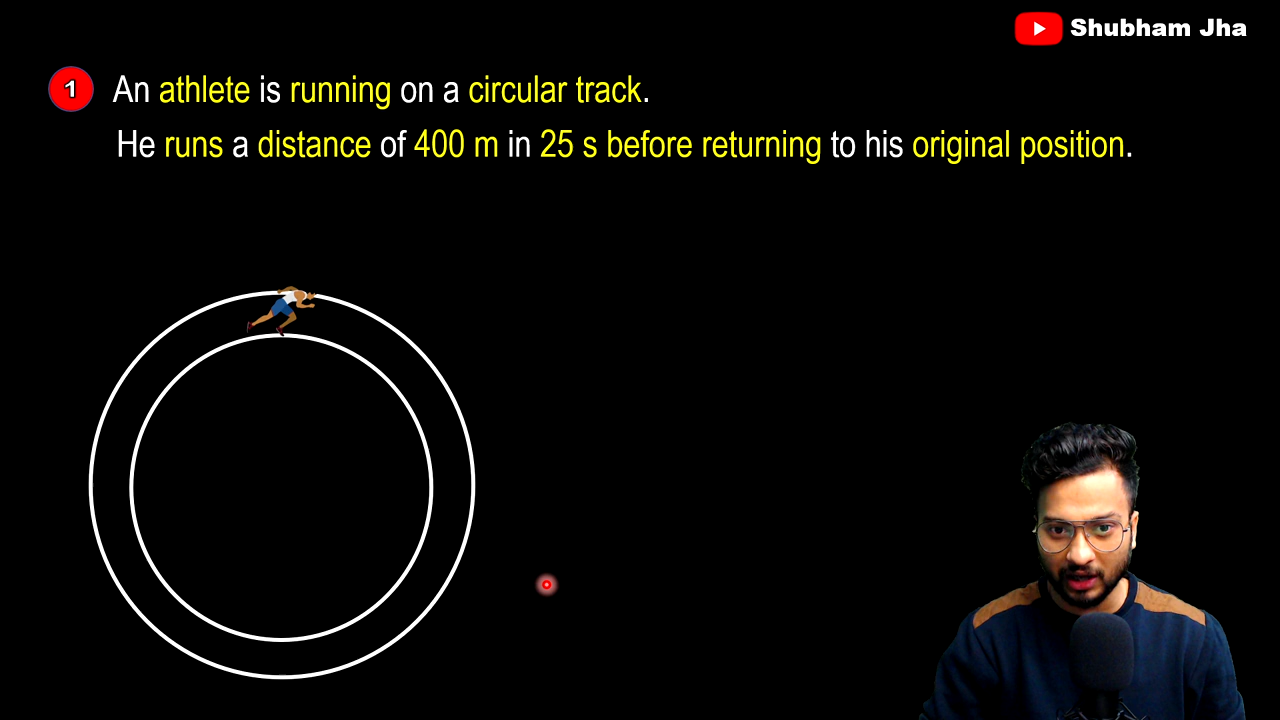 Shubham Jha
1 An athlete is running on a circular track.
He runs a distance of 400 m in 25 s before returning to his original position.